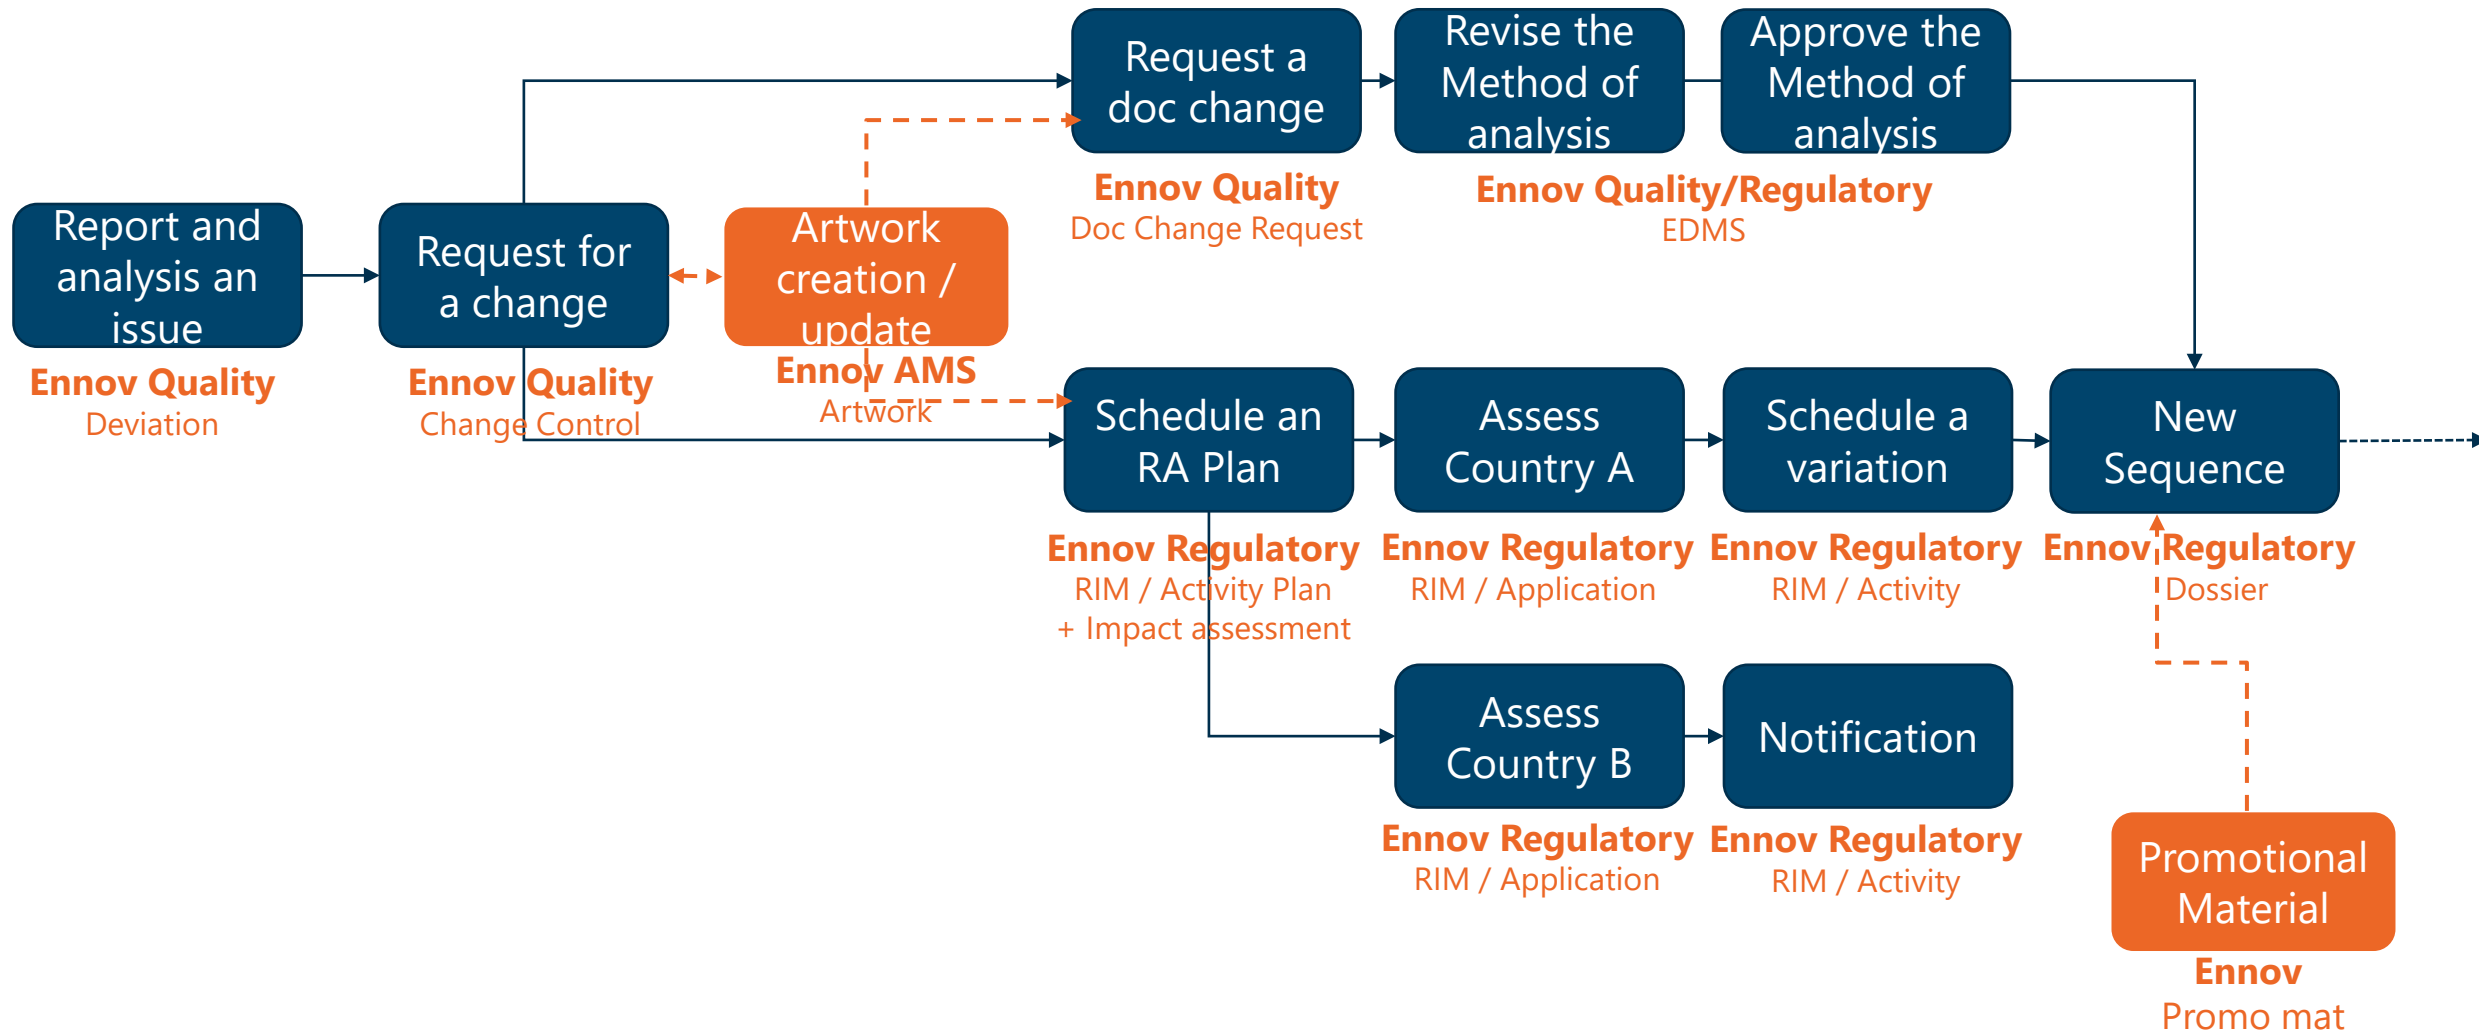 Request a
doc change
Ennov Quality
Doc Change Request
Revise the
Method of
analysis
Approve the
Method of
analysis
Ennov Quality/Regulatory
EDMS
Report and
analysis an
issue
Ennov Quality
Deviation
Request for
a change
Ennov Quality
Change Control
Artwork
creation /
update
Ennov AMS
Artwork
Schedule an
RA Plan
Ennov Regulatory
RIM / Activity Plan
+ Impact assessment
Assess
Country A
Ennov Regulatory
RIM / Application
Schedule a
variation
Ennov Regulatory
RIM / Activity
New
Sequence
Ennov Regulatory
Dossier
Assess
Country B
Ennov Regulatory
RIM / Application
Notification
Ennov Regulatory
RIM / Activity
Promotional
Material
Ennov
Promo mat